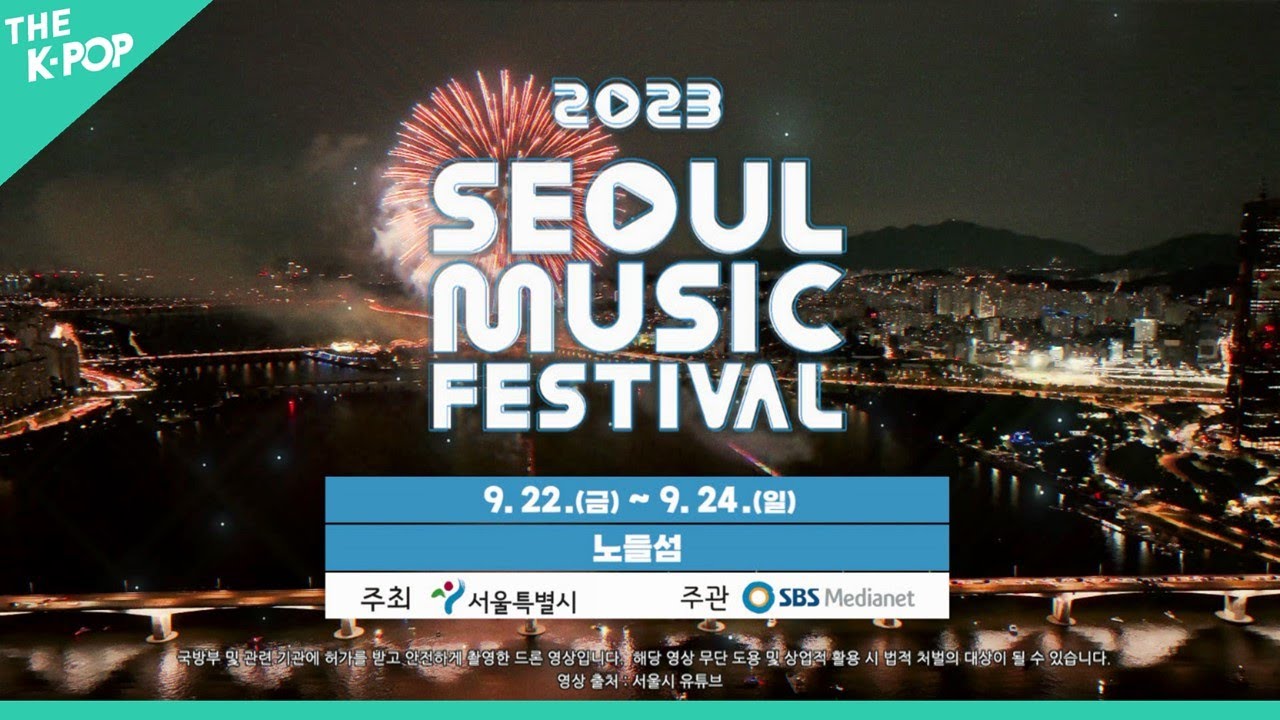 THE
K-POP
2023
SEOUL
MUSIC
FESTIVAL
9. 22.(금) ~ 9. 24.(일)
노들섬
주최 서울특별시 주관 SBS Medianet
국방부 및 관련 기관에 허가를 받고 안전하게 촬영한 드론 영상입니다. 해당 영상 무단 도용 및 상업적 활용 시 법적 처벌의 대상이 될 수 있습니다.
영상 출처 : 서울시 유튜브